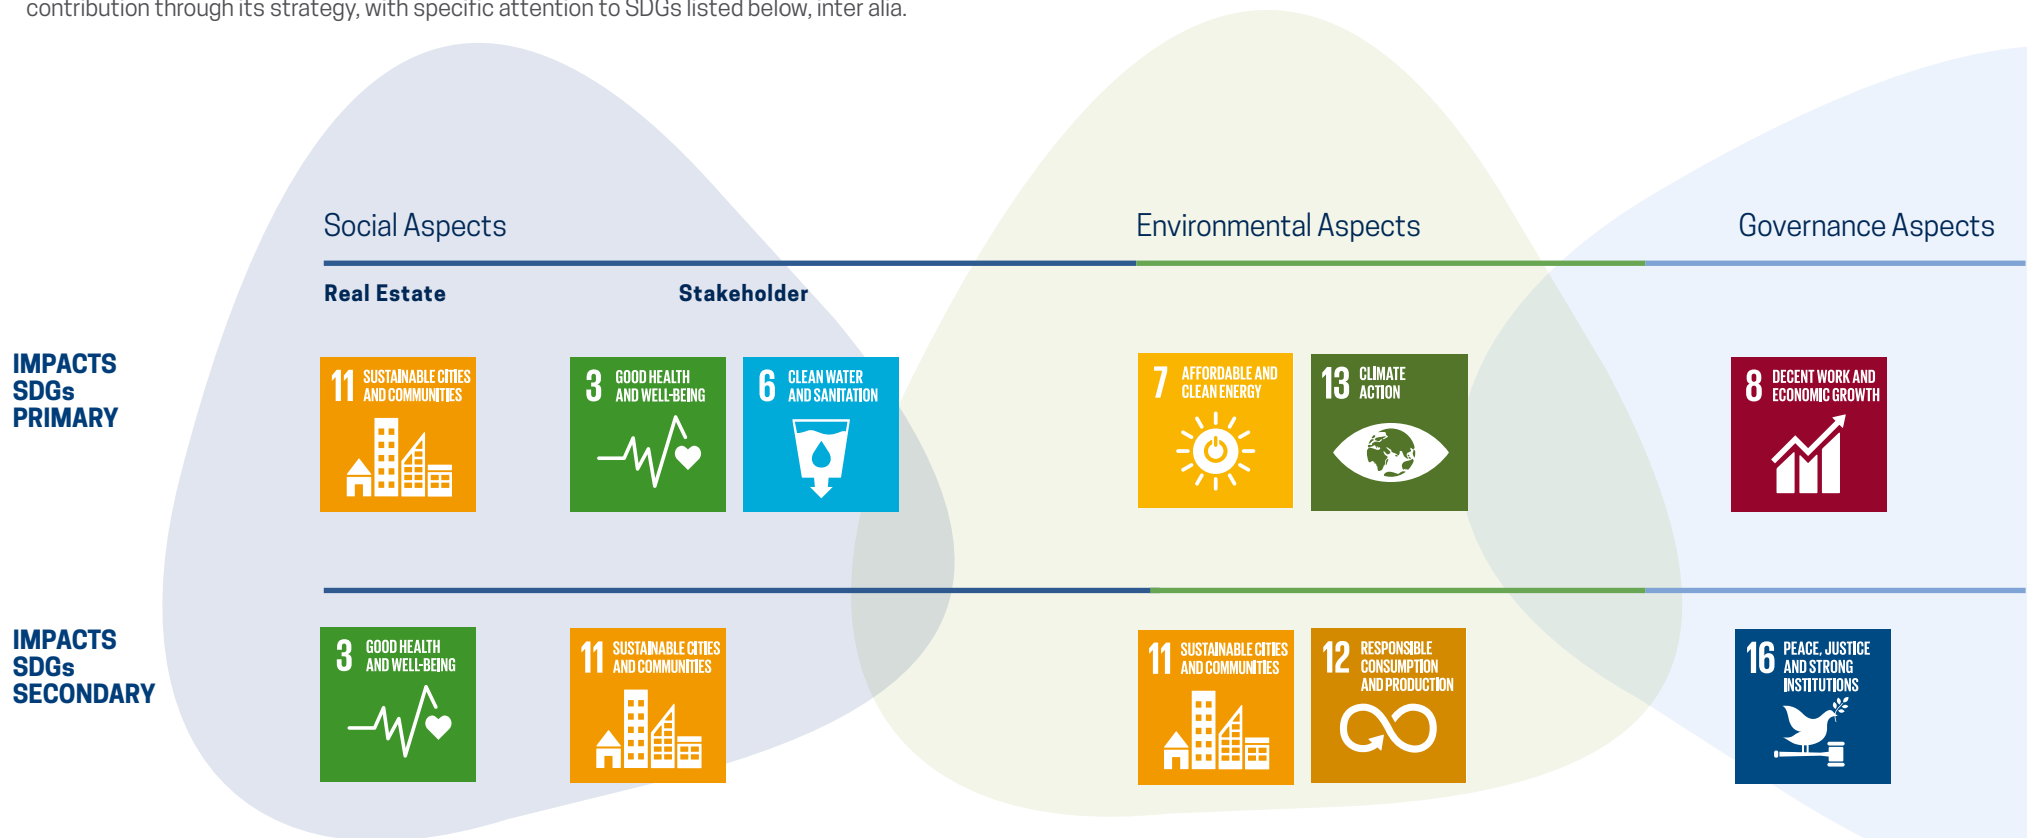 contribution through its strategy, with specific attention to SDGs listed below, inter alia.
Social Aspects
Environmental Aspects
Governance Aspects
Real Estate
Stakeholder
IMPACTS
SDGs
PRIMARY
11 SUSTAINABLE CITIES
AND COMMUNITIES
3 GOOD HEALTH
AND WELL-BEING
6 CLEAN WATER
AND SANITATION
7 AFFORDABLE AND
CLEAN ENERGY
13 CLIMATE
ACTION
8 DECENT WORK AND
ECONOMIC GROWTH
IMPACTS
SDGs
SECONDARY
3 GOOD HEALTH
AND WELL-BEING
11 SUSTAINABLE CITIES
AND COMMUNITIES
11 SUSTAINABLE CITIES
AND COMMUNITIES
12 RESPONSIBLE
CONSUMPTION
AND PRODUCTION
16 PEACE, JUSTICE
AND STRONG
INSTITUTIONS